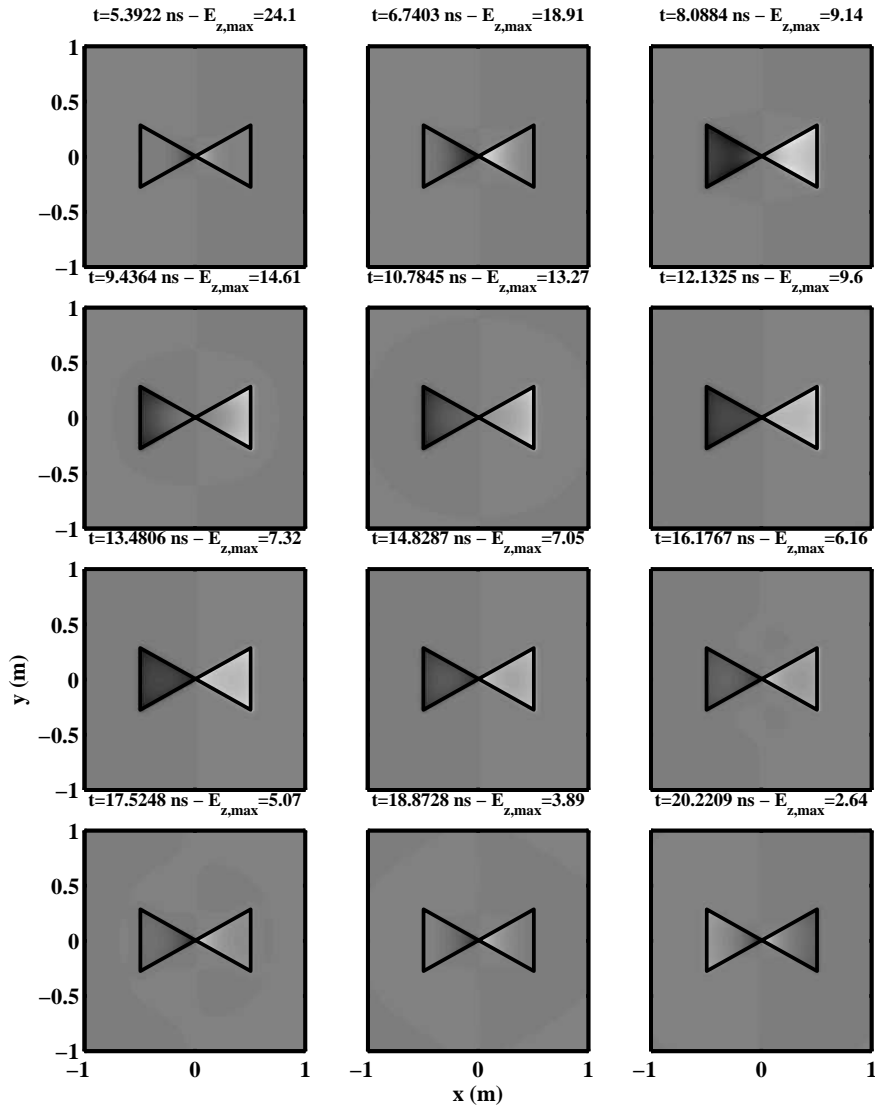 t=5.3922 ns – E_z,max=24.1
t=6.7403 ns – E_z,max=18.91
t=8.0884 ns – E_z,max=9.14
1
0.5
0
−0.5
−1
t=9.4364 ns – E_z,max=14.61
t=10.7845 ns – E_z,max=13.27
t=12.1325 ns – E_z,max=9.6
1
0.5
0
−0.5
−1
t=13.4806 ns – E_z,max=7.32
t=14.8287 ns – E_z,max=7.05
t=16.1767 ns – E_z,max=6.16
1
0.5
0
−0.5
−1
y (m)
t=17.5248 ns – E_z,max=5.07
t=18.8728 ns – E_z,max=3.89
t=20.2209 ns – E_z,max=2.64
1
0.5
0
−0.5
−1
−1 0 1 0 −1 0 1
x (m)